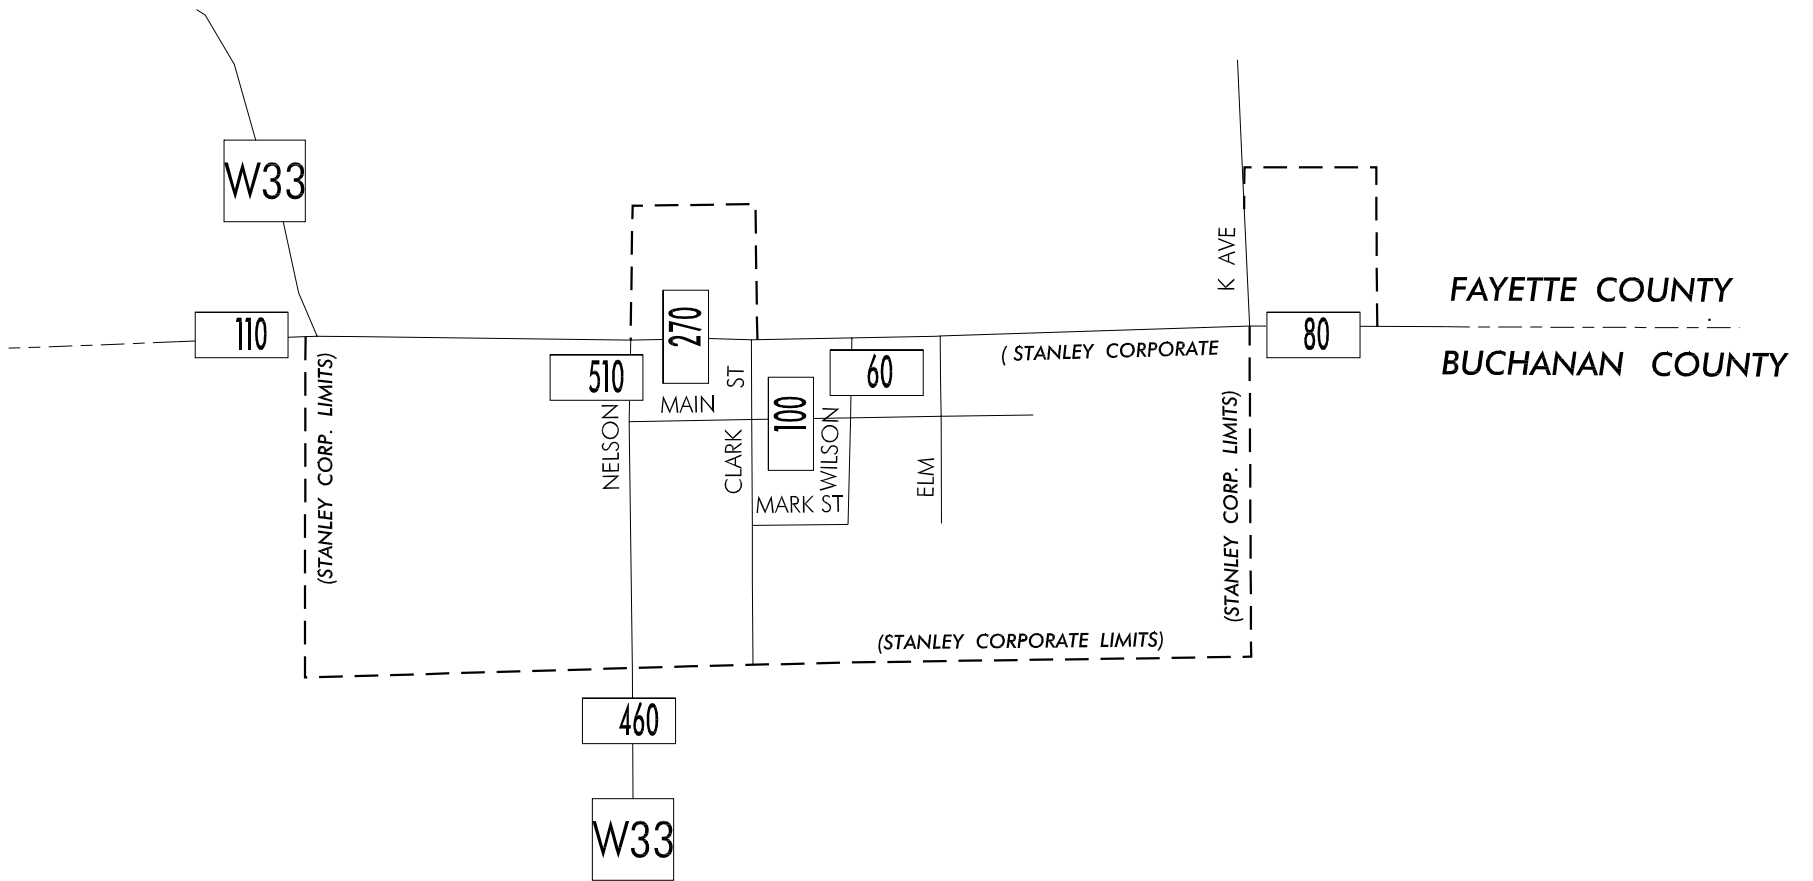 W33
K AVE
FAYETTE COUNTY
110
270
80
510
ST
60
( STANLEY CORPORATE
BUCHANAN COUNTY
MAIN
100
(STANLEY CORP. LIMITS)
NELSON
CLARK
WILSON
ELM
MARK ST
(STANLEY CORP. LIMITS)
(STANLEY CORPORATE LIMITS)
460
W33